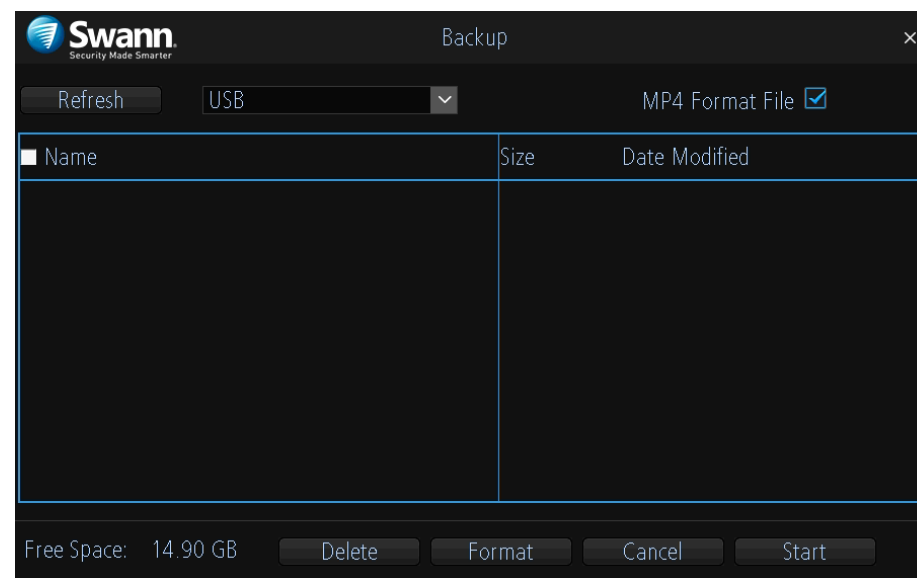 Swann.
Security Made Smarter
Backup
Refresh USB MP4 Format File
Name Size Date Modified
Free Space: 14.90 GB Delete Format Cancel Start